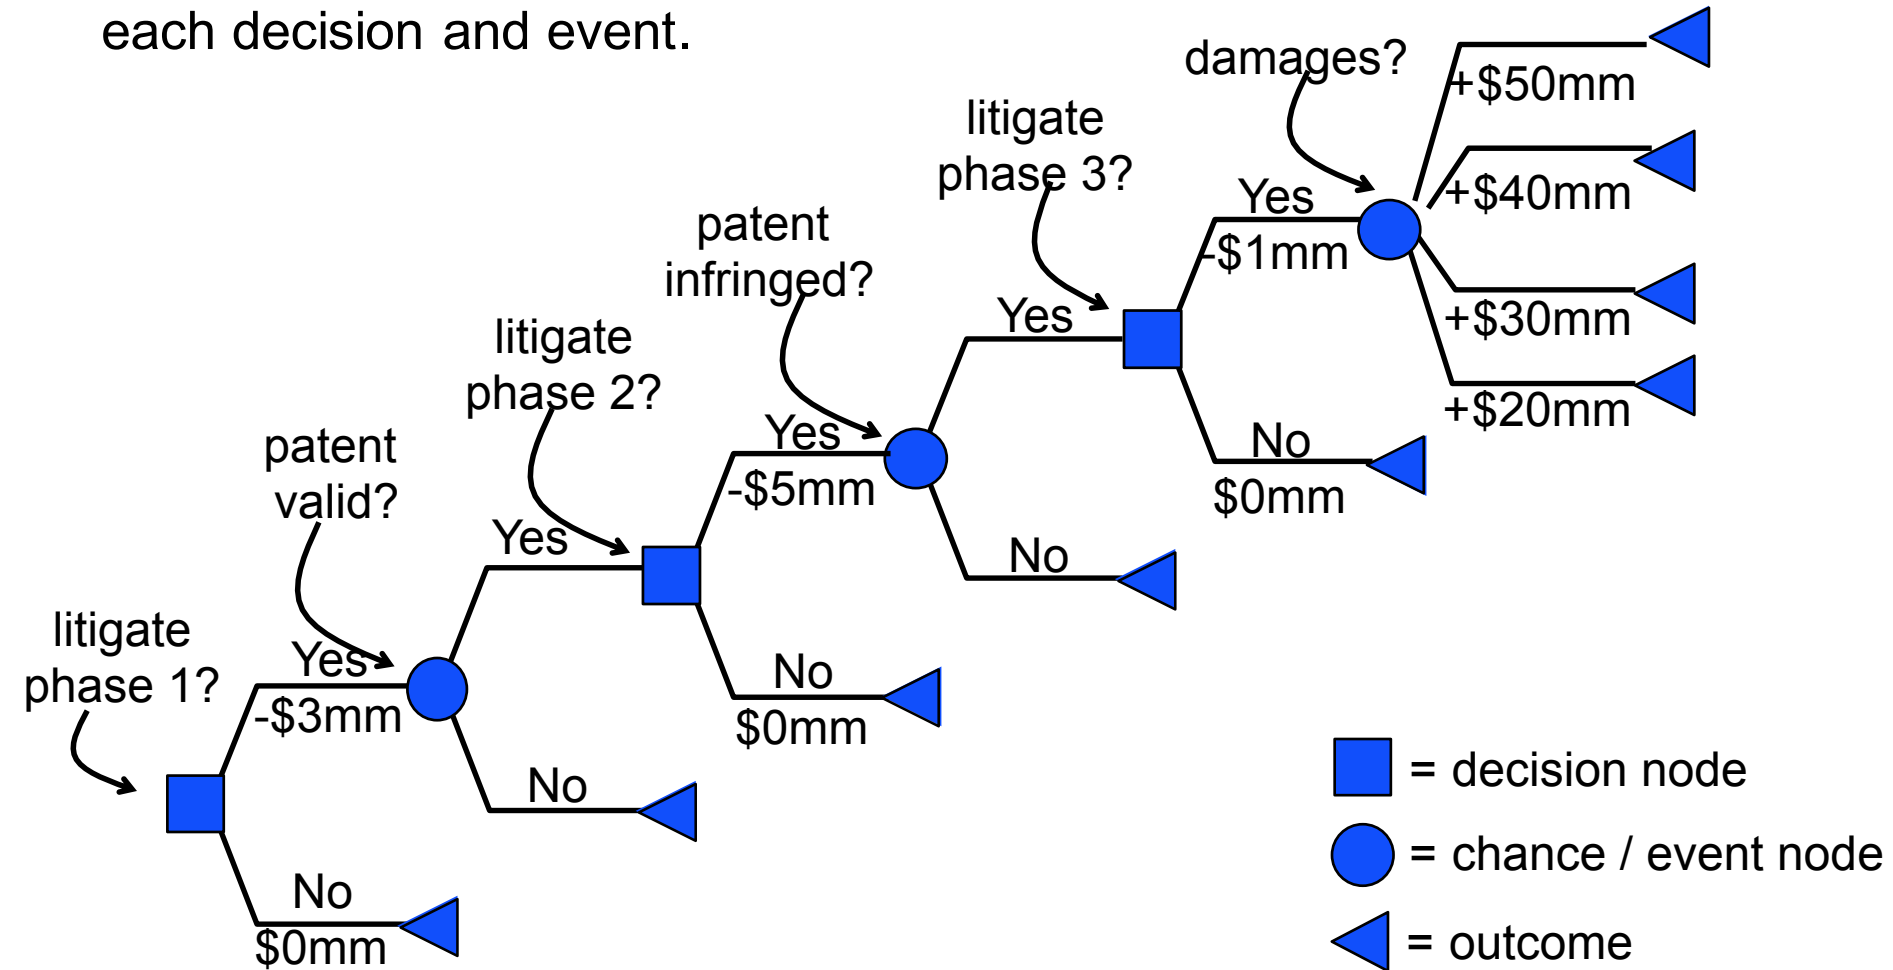 each decision and event.
damages?
+$50mm
litigate
phase 3?
Yes
-$1mm
+$40mm
patent
infringed?
Yes
+$30mm
+$20mm
litigate
phase 2?
Yes
-$5mm
No
$0mm
patent
valid?
Yes
No
litigate
phase 1?
Yes
-$3mm
No
$0mm
No
No
$0mm
= decision node
= chance / event node
= outcome